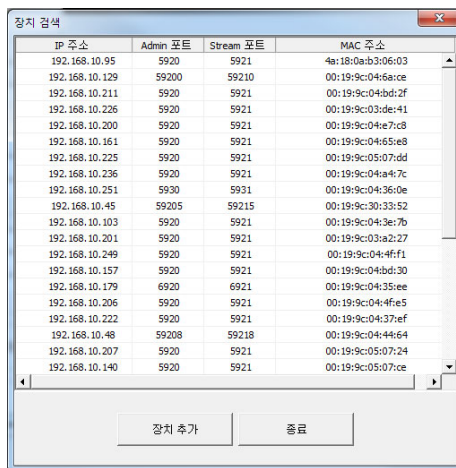 장치 검색
IP 주소 Admin 포트 Stream 포트 MAC 주소
192.168.10.95 5920 5921 4a:18:0a:b3:06:03
192.168.10.129 59200 59210 00:19:9c:04:6a:ce
192.168.10.211 5920 5921 00:19:9c:04:bd:2f
192.168.10.226 5920 5921 00:19:9c:03:de:41
192.168.10.200 5920 5921 00:19:9c:04:e7:c8
192.168.10.161 5920 5921 00:19:9c:04:65:e8
192.168.10.225 5920 5921 00:19:9c:05:07:dd
192.168.10.236 5920 5921 00:19:9c:04:a4:7c
192.168.10.251 5930 5931 00:19:9c:04:36:0e
192.168.10.45 59205 59215 00:19:9c:30:33:52
192.168.10.103 5920 5921 00:19:9c:04:3e:7b
192.168.10.201 5920 5921 00:19:9c:03:a2:27
192.168.10.249 5920 5921 00:19:9c:04:4f:f1
192.168.10.157 5920 5921 00:19:9c:04:bd:30
192.168.10.179 6920 6921 00:19:9c:04:35:ee
192.168.10.206 5920 5921 00:19:9c:04:4f:e5
192.168.10.222 5920 5921 00:19:9c:04:37:ef
192.168.10.48 59208 59218 00:19:9c:04:44:64
192.168.10.207 5920 5921 00:19:9c:05:07:24
192.168.10.140 5920 5921 00:19:9c:05:07:ce
장치 추가 종료